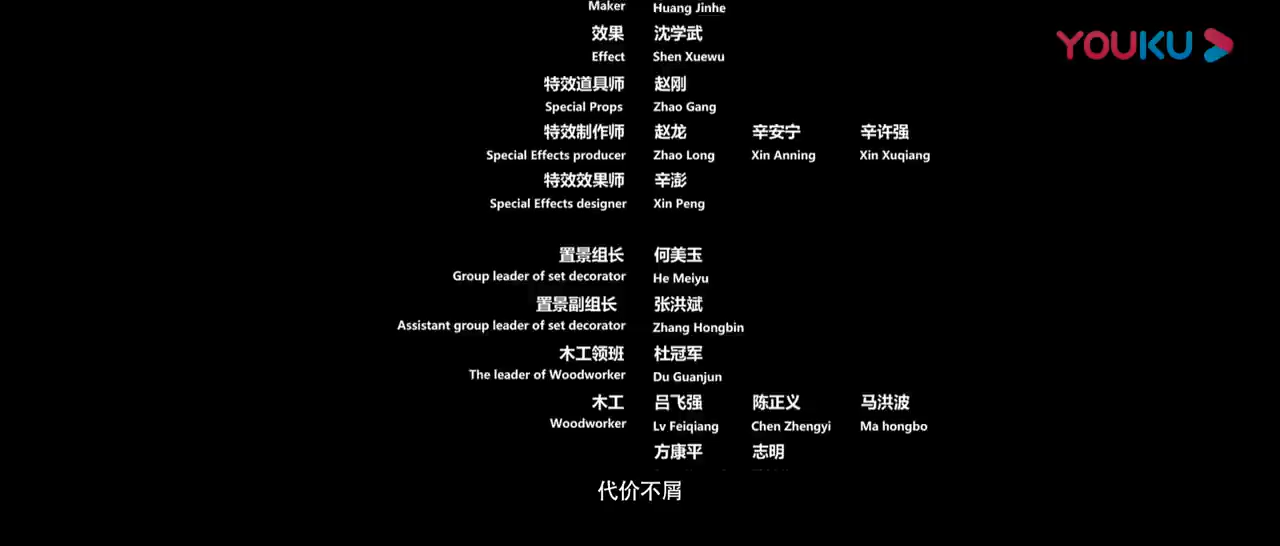 Maker Huang Jinhe
YOUKU
效果 沈学武
Effect Shen Xuewu
特效道具师 赵刚
Special Props Zhao Gang
特效制作师 赵龙 辛安宁 辛许强
Special Effects producer Zhao Long Xin Anning Xin Xuqiang
特效效果师 辛澎
Special Effects designer Xin Peng
置景组长 何美玉
Group leader of set decorator He Meiyu
置景副组长 张洪斌
Assistant group leader of set decorator Zhang Hongbin
木工领班 杜冠军
The leader of Woodworker Du Guanjun
木工 吕飞强 陈正义 马洪波
Woodworker Lv Feiqiang Chen Zhengyi Ma hongbo
方康平 志明
代价不屑